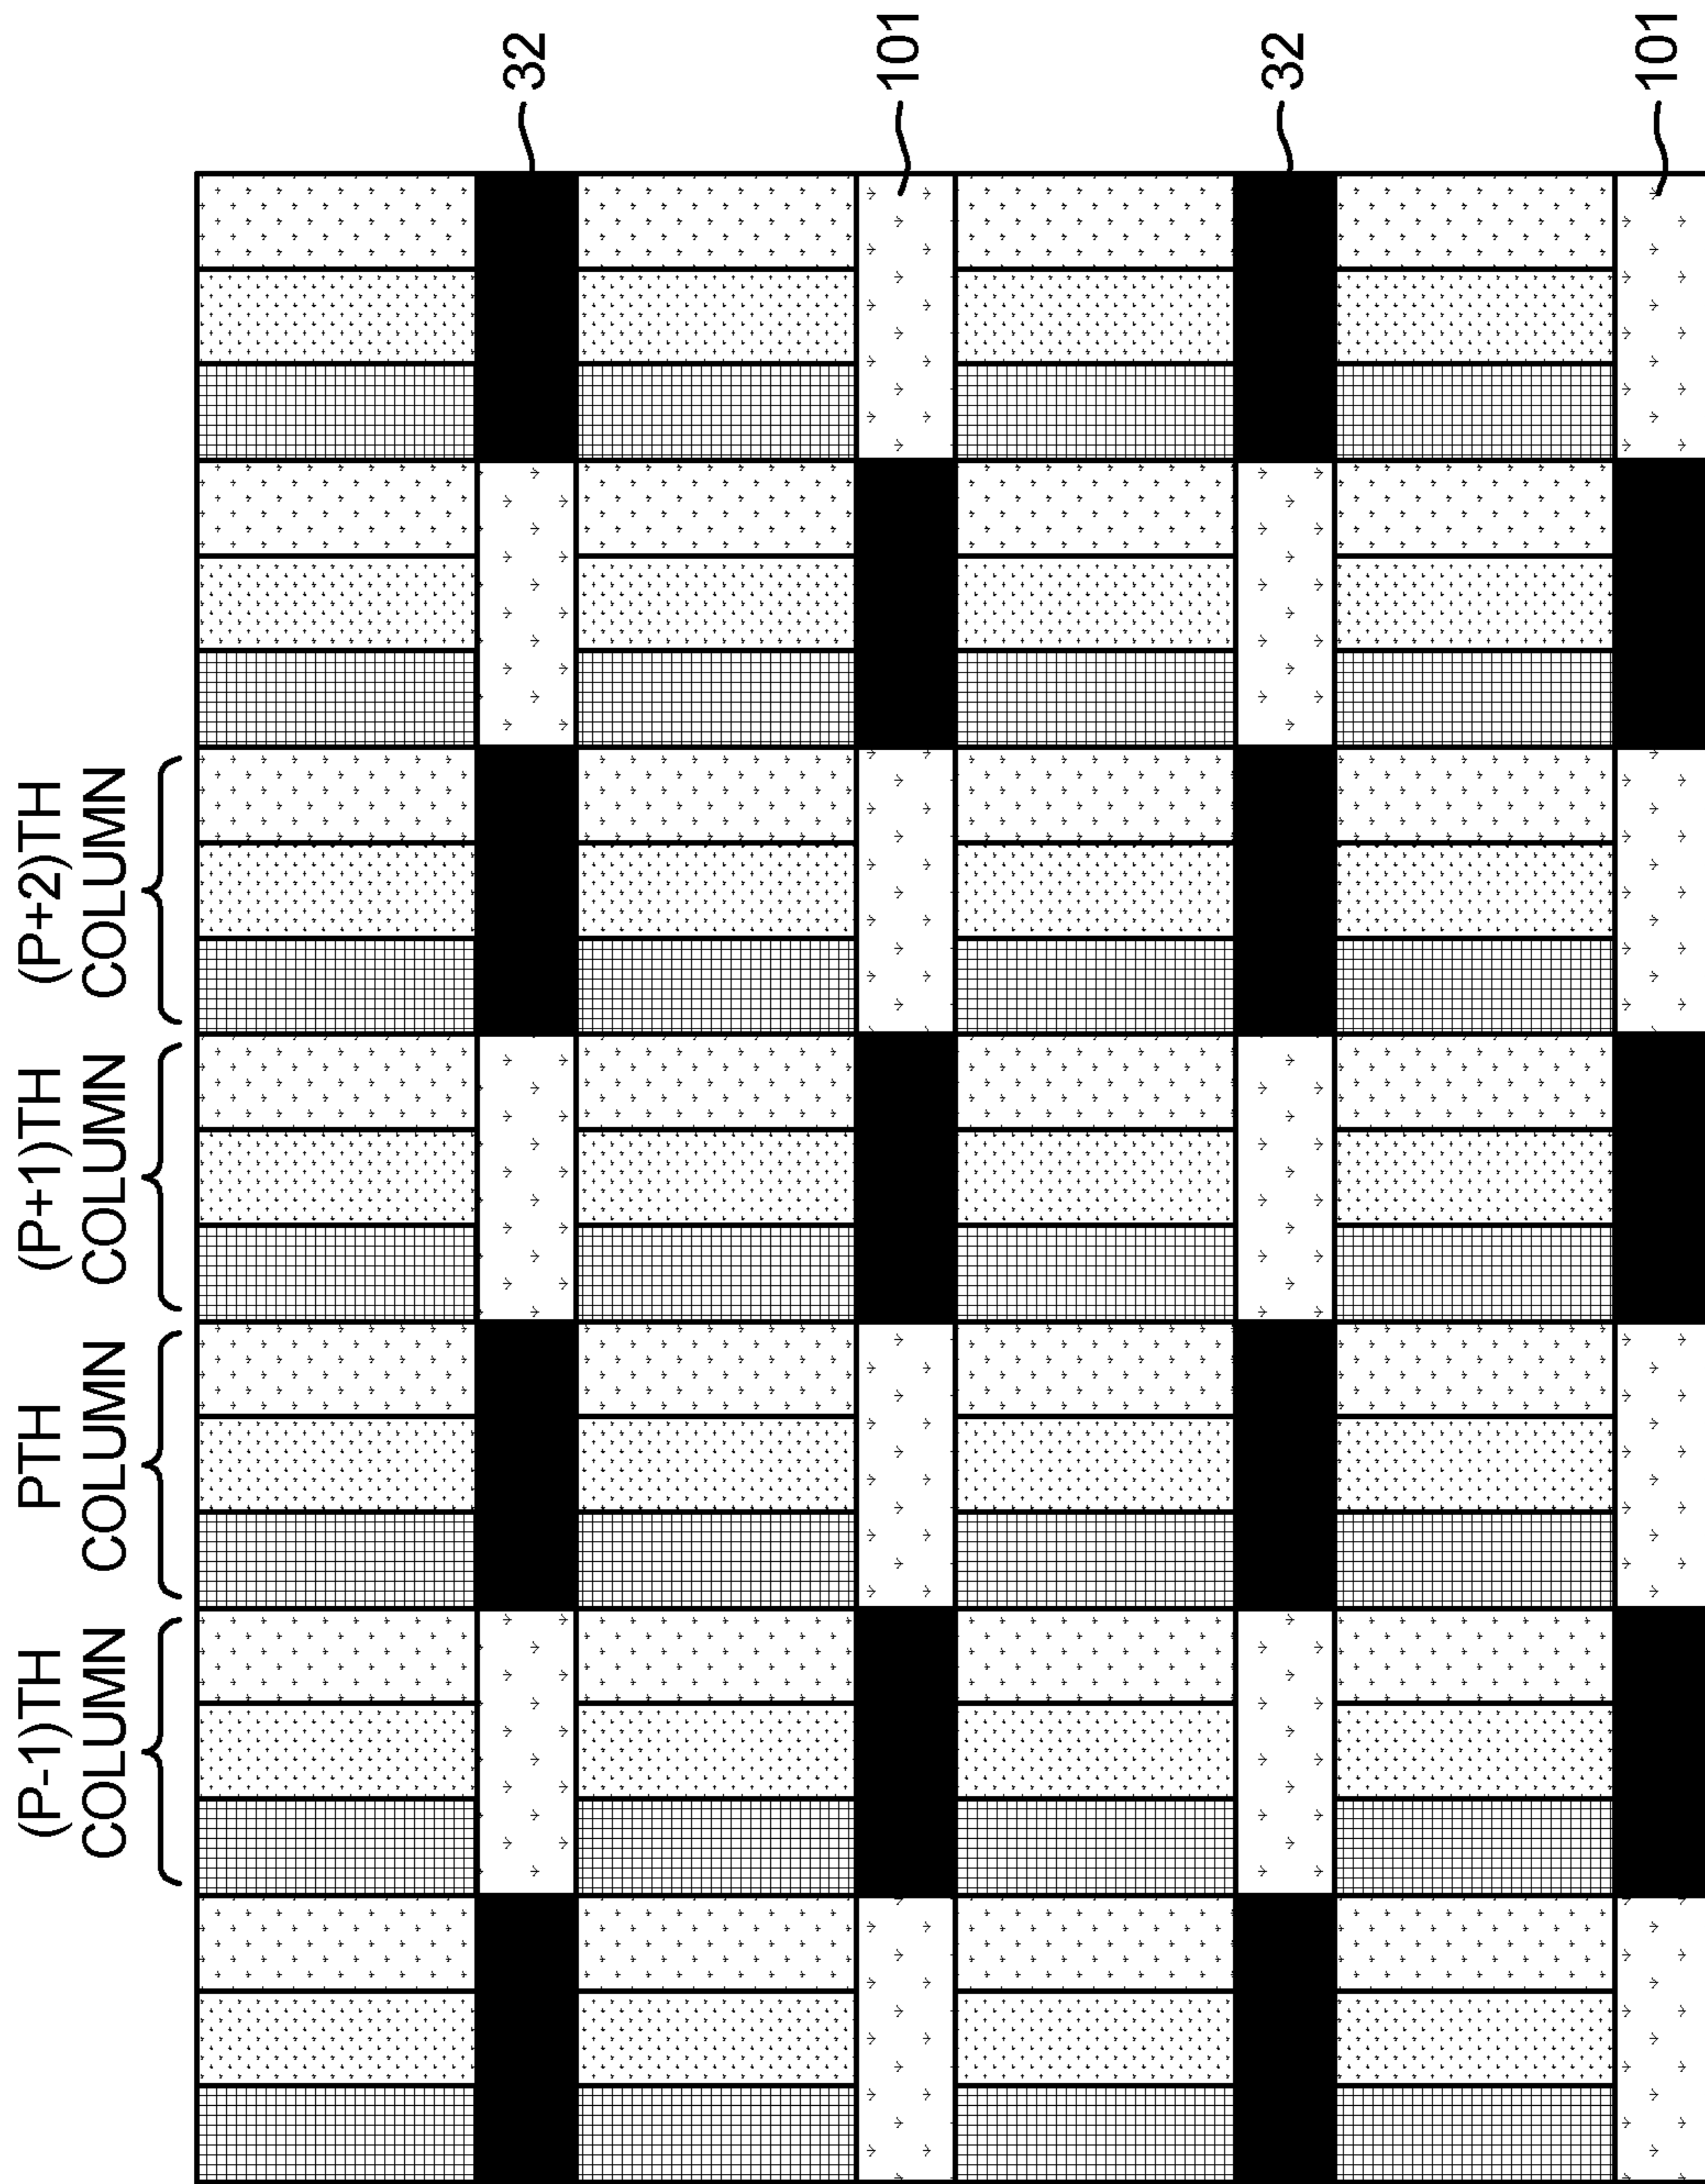 (P-1)TH
COLUMN
PTH
COLUMN
(P+1)TH
COLUMN
(P+2)TH
COLUMN
32
101
32
101